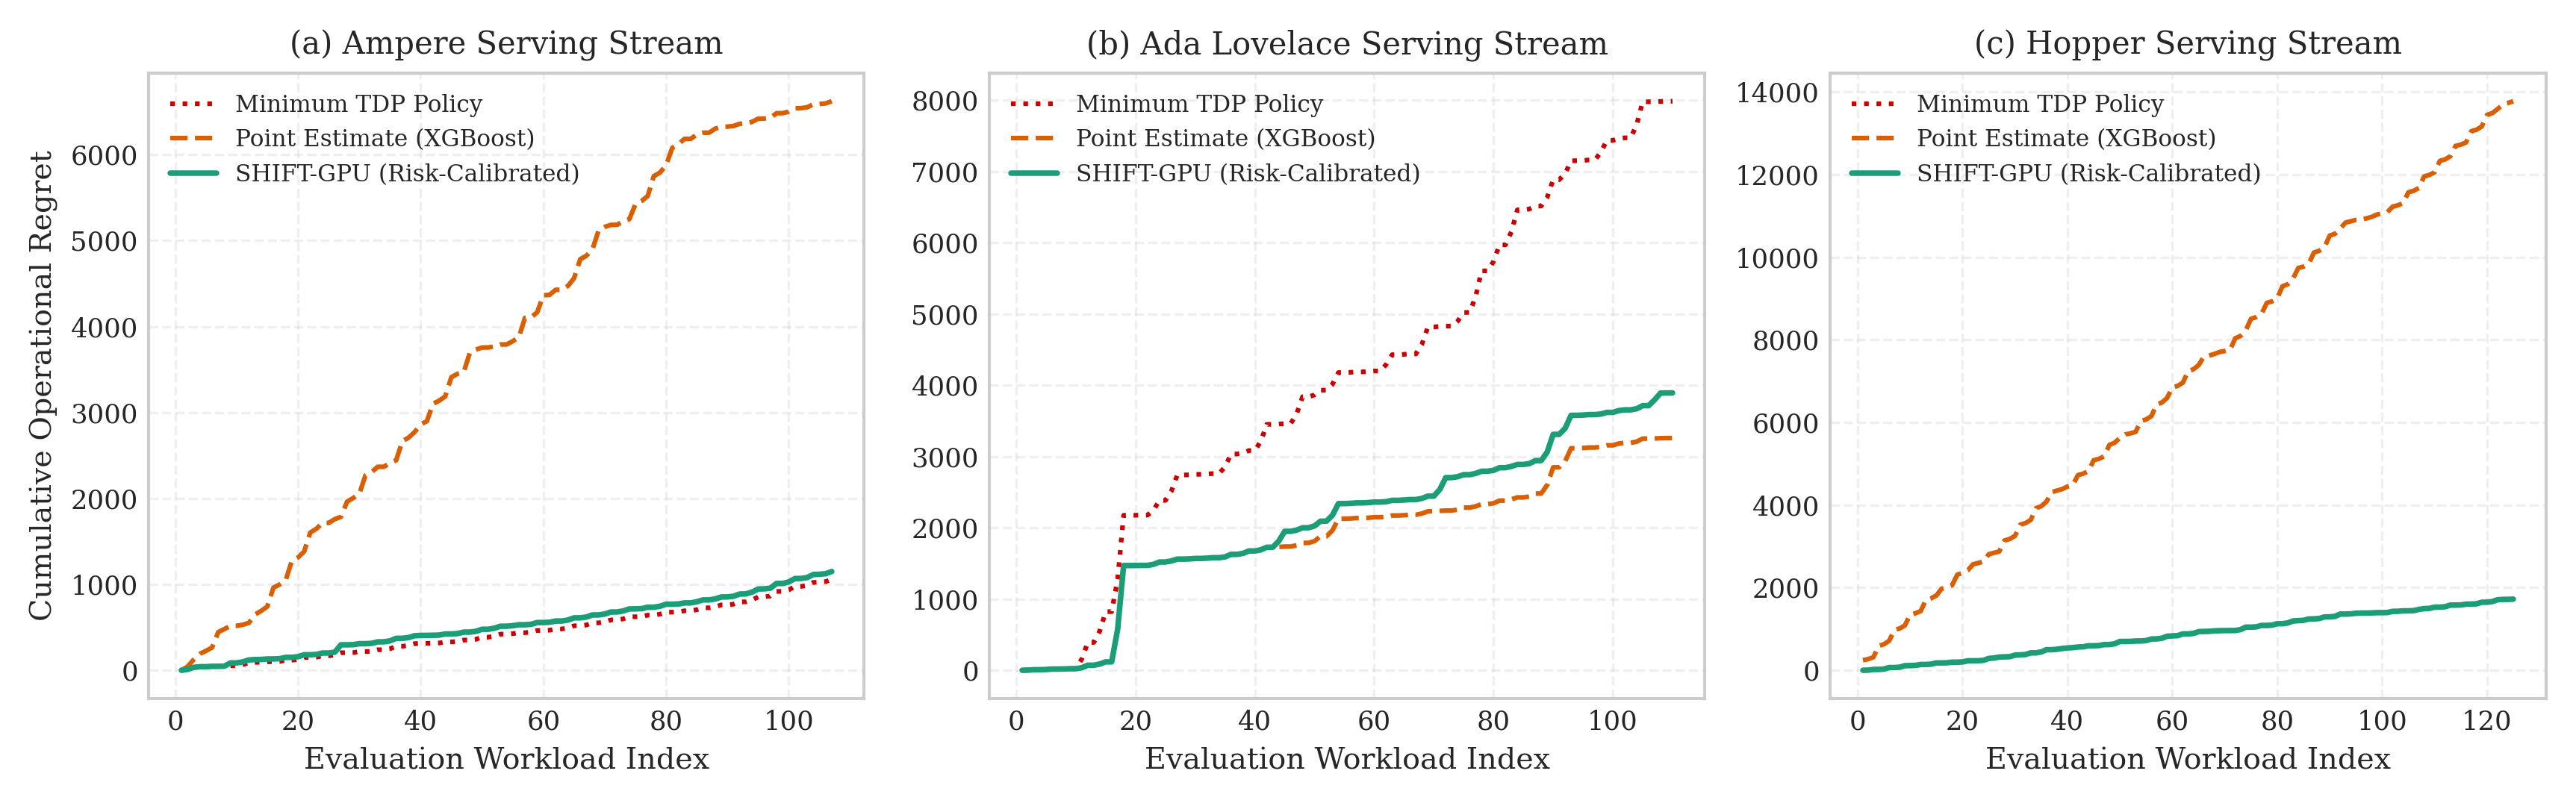 (a) Ampere Serving Stream
Cumulative Operational Regret
6000
5000
4000
3000
2000
1000
0
Minimum TDP Policy
Point Estimate (XGBoost)
SHIFT-GPU (Risk-Calibrated)
0 20 40 60 80 100
Evaluation Workload Index
(b) Ada Lovelace Serving Stream
8000
7000
6000
5000
4000
3000
2000
1000
0
Minimum TDP Policy
Point Estimate (XGBoost)
SHIFT-GPU (Risk-Calibrated)
0 20 40 60 80 100
Evaluation Workload Index
(c) Hopper Serving Stream
14000
12000
10000
8000
6000
4000
2000
0
Minimum TDP Policy
Point Estimate (XGBoost)
SHIFT-GPU (Risk-Calibrated)
0 20 40 60 80 100 120
Evaluation Workload Index